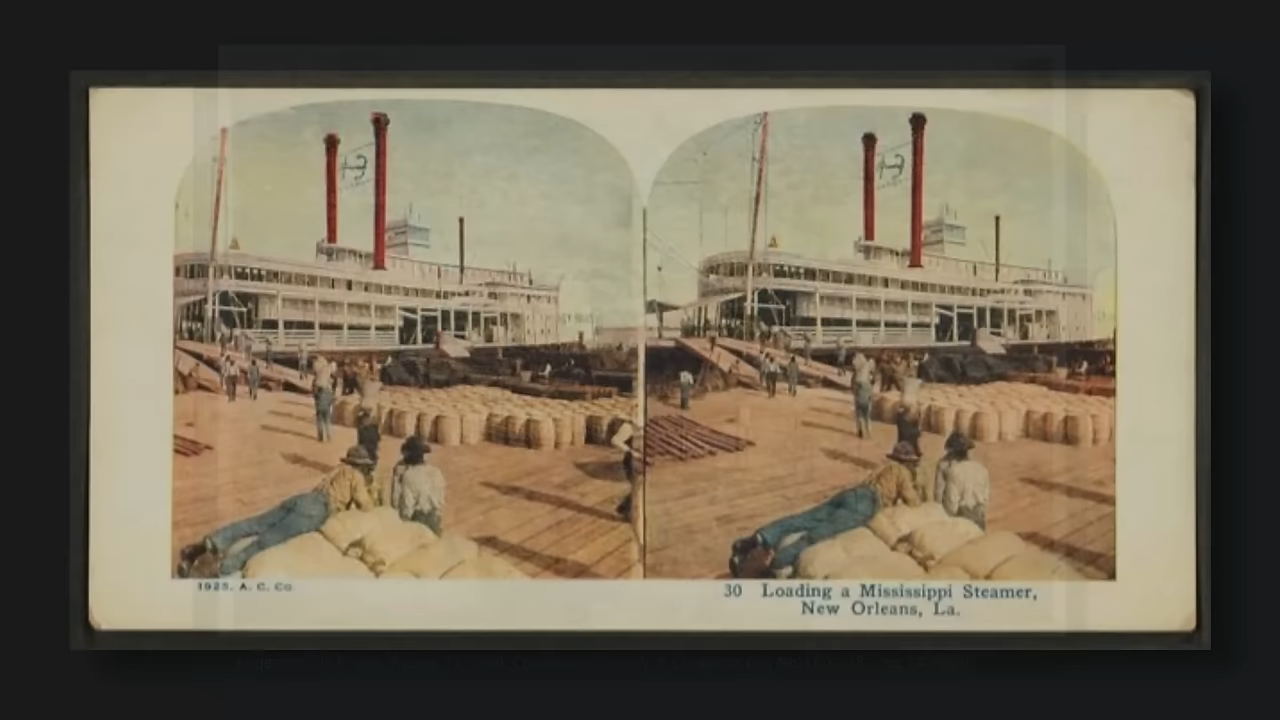 1925. A. C. Co.
30 Loading a Mississippi Steamer,
New Orleans, La.